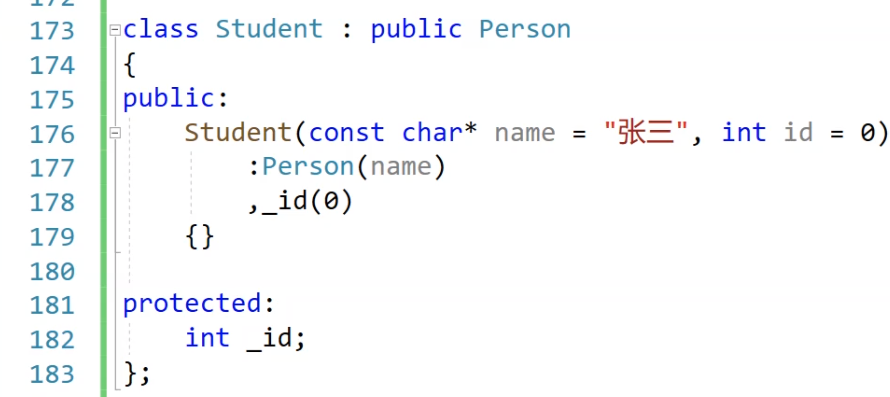 173 class Student : public Person
174 {
175 public:
176     Student(const char* name = "张三", int id = 0)
177         :Person(name)
178         ,_id(0)
179     {}
180
181 protected:
182     int _id;
183 };